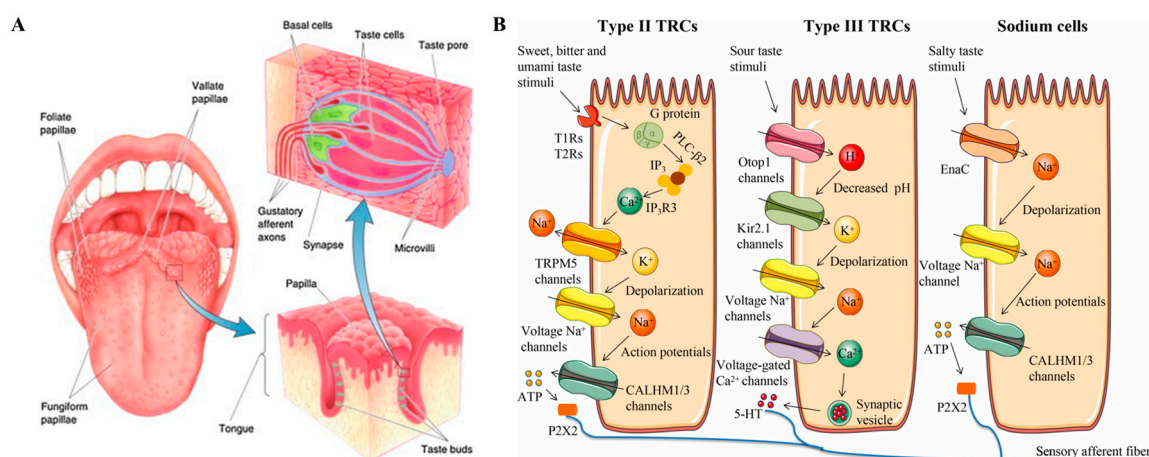 A
Basal cells
Taste cells
Taste pore
Vallate
papillae
Foliate
papillae
Gustatory
afferent
axons
Synapse
Microvilli
Papilla
Fungiform
papillae
Tongue
Taste buds
B
Type II TRCs
Type III TRCs
Sodium cells
Sweet, bitter and
umami taste
stimuli
T1Rs
T2Rs
G protein
β α
γ
PLC-β2
IP₃
IP₃R3
Ca²⁺
Na⁺
K⁺
TRPM5
channels
Depolarization
Voltage Na⁺
channels
Na⁺
Action potentials
ATP
CALHM1/3
channels
P2X2
Sour taste
stimuli
Otop1
channels
H⁺
Decreased pH
Kir2.1
channels
K⁺
Depolarization
Voltage Na⁺
channels
Na⁺
Voltage-gated
Ca²⁺ channels
Ca²⁺
5-HT
Synaptic
vesicle
Salty taste
stimuli
EnaC
Na⁺
Depolarization
Voltage Na⁺
channel
Na⁺
Action potentials
ATP
CALHM1/3
channels
P2X2
Sensory afferent fiber